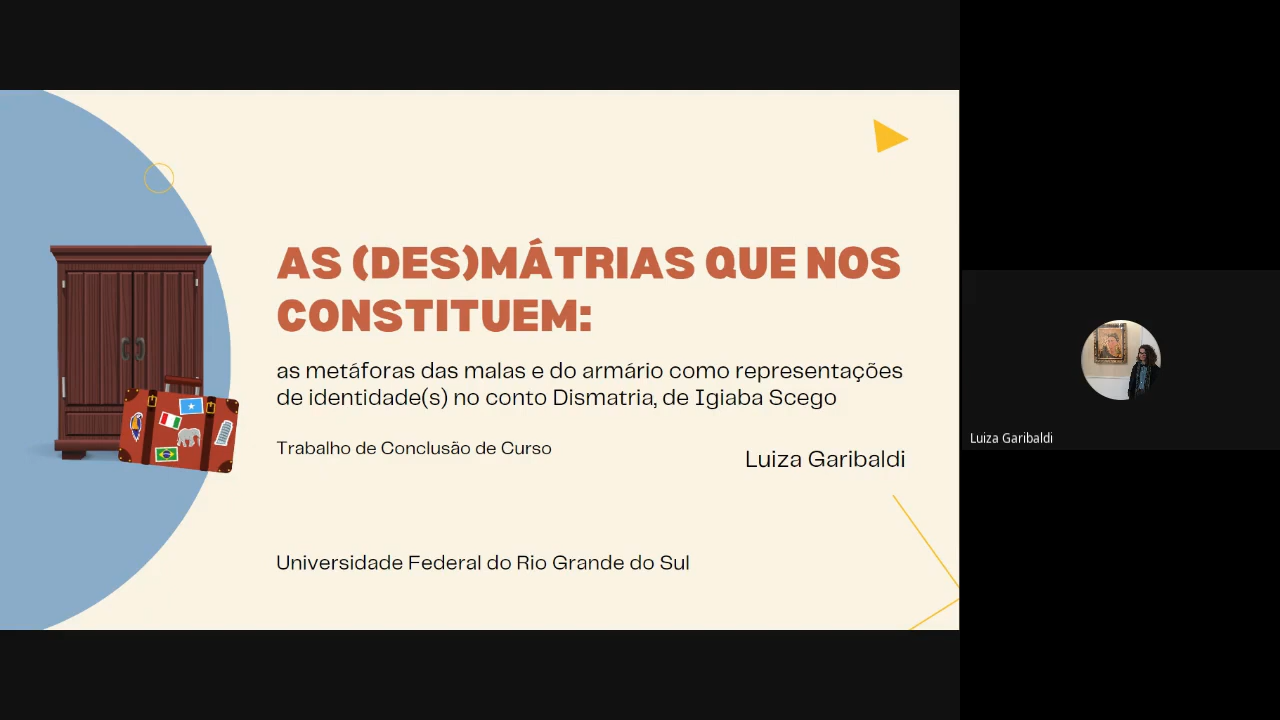 AS (DES)MÁTRIAS QUE NOS
CONSTITUEM:
as metáforas das malas e do armário como representações
de identidade(s) no conto Dismatria, de Igiaba Scego
Trabalho de Conclusão de Curso
Luiza Garibaldi
Universidade Federal do Rio Grande do Sul
Luiza Garibaldi